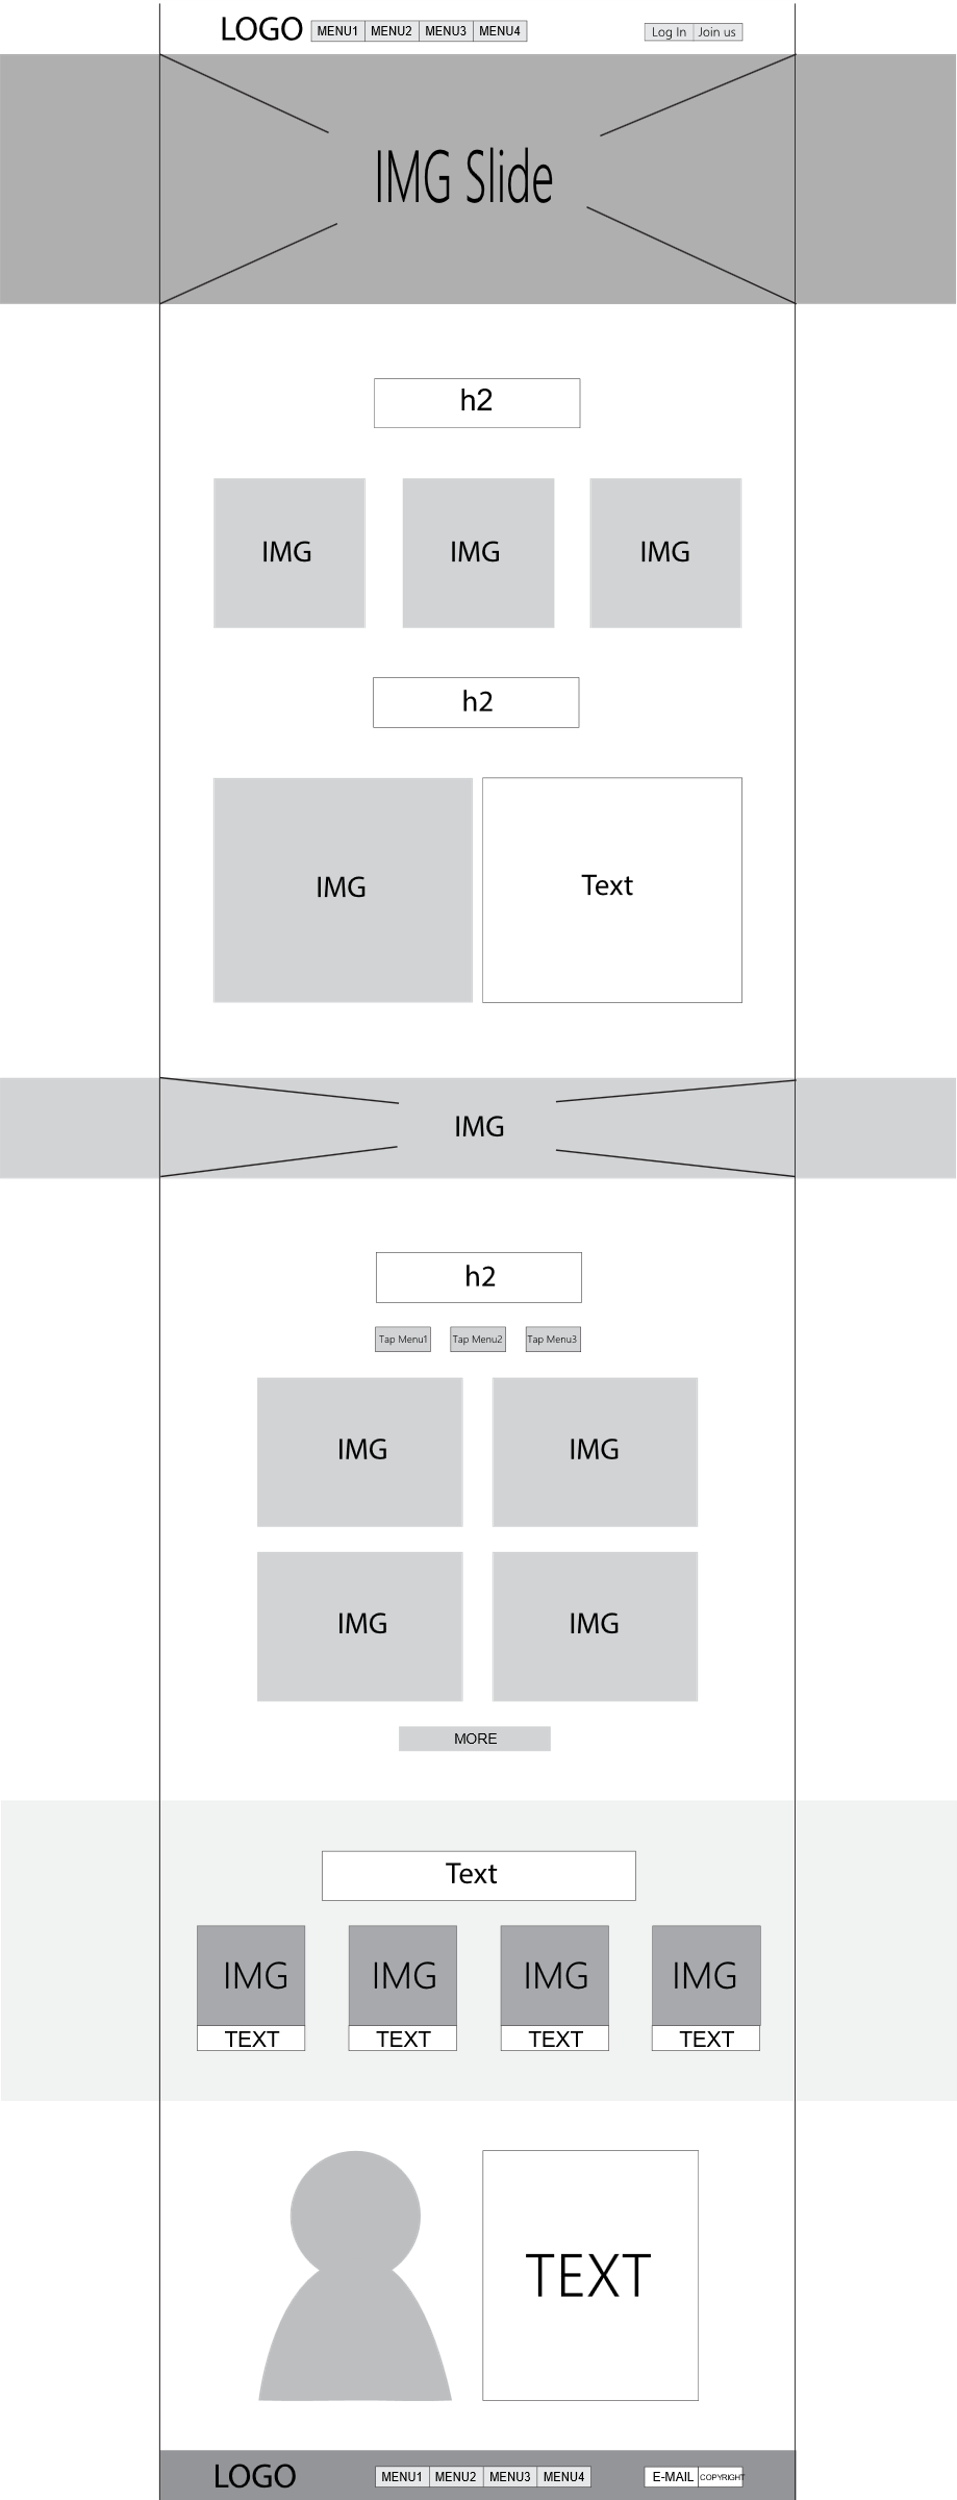 LOGO MENU1 MENU2 MENU3 MENU4 Log In Join us
IMG Slide
h2
IMG IMG IMG
h2
IMG Text
IMG
h2
Tap Menu1 Tap Menu2 Tap Menu3
IMG IMG
IMG IMG
MORE
Text
IMG IMG IMG IMG
TEXT TEXT TEXT TEXT
TEXT
LOGO MENU1 MENU2 MENU3 MENU4 E-MAIL COPYRIGHT